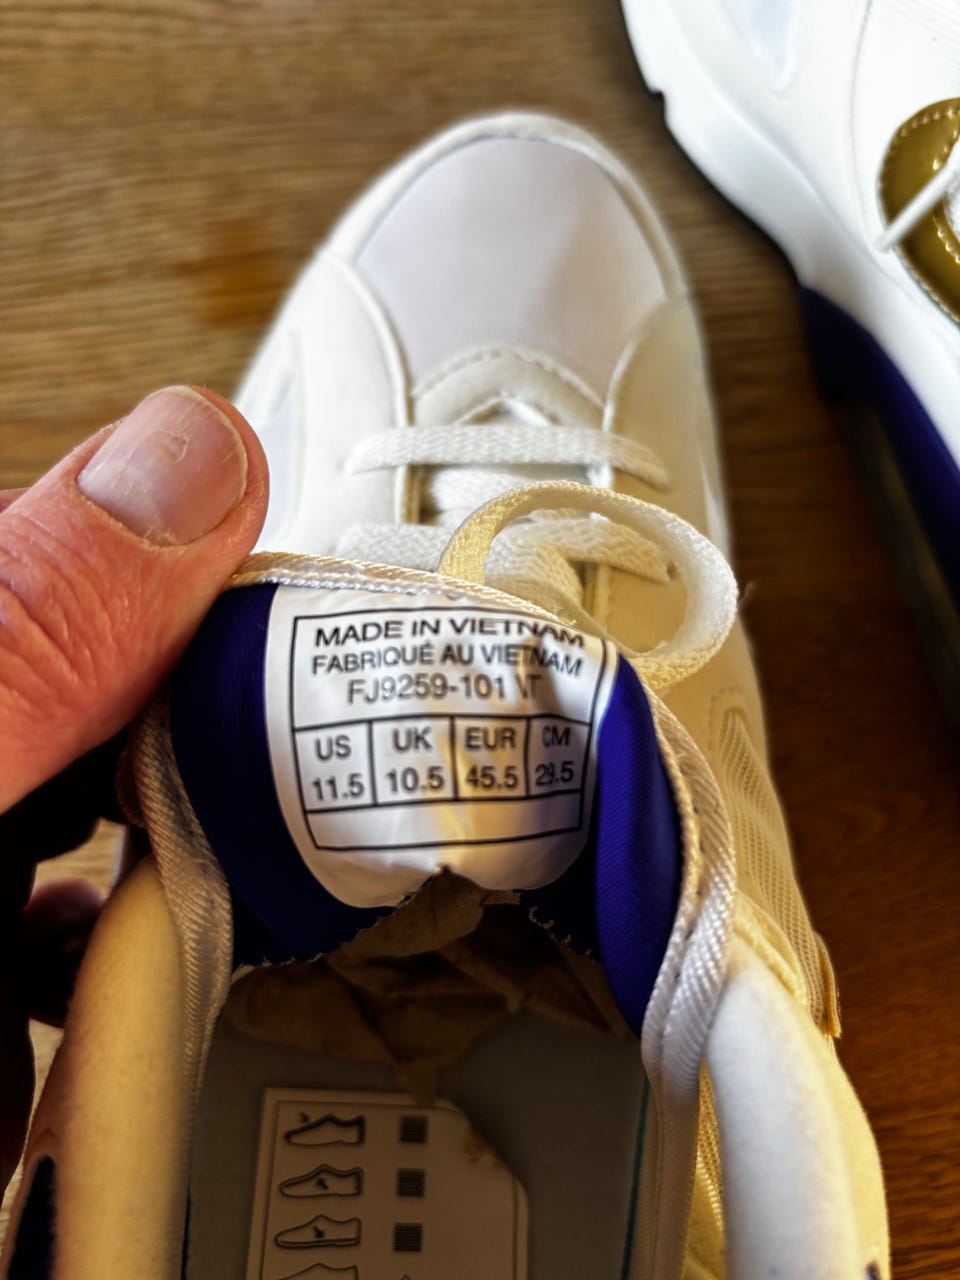 MADE IN VIETNAM
FABRIQUÉ AU VIETNAM
FJ9259-101 VT
US UK EUR CM
11.5 10.5 45.5 29.5